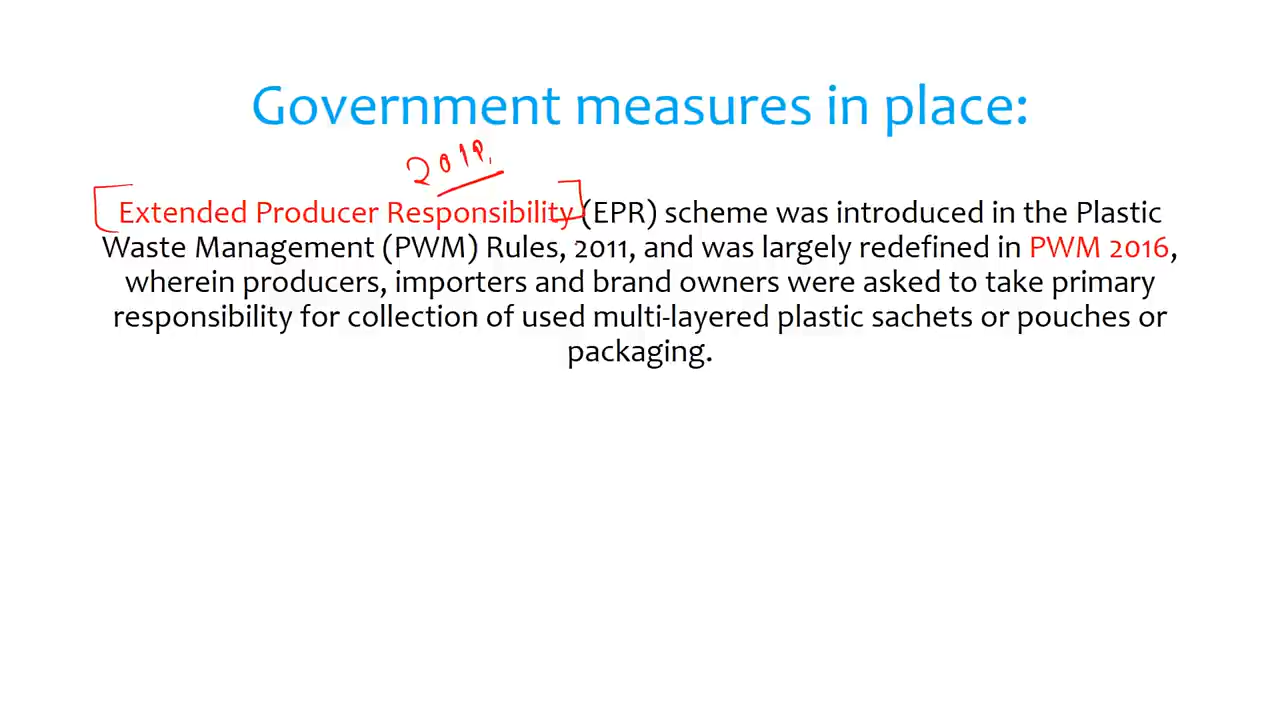 Government measures in place:
Extended Producer Responsibility (EPR) scheme was introduced in the Plastic
Waste Management (PWM) Rules, 2011, and was largely redefined in PWM 2016,
wherein producers, importers and brand owners were asked to take primary
responsibility for collection of used multi-layered plastic sachets or pouches or
packaging.